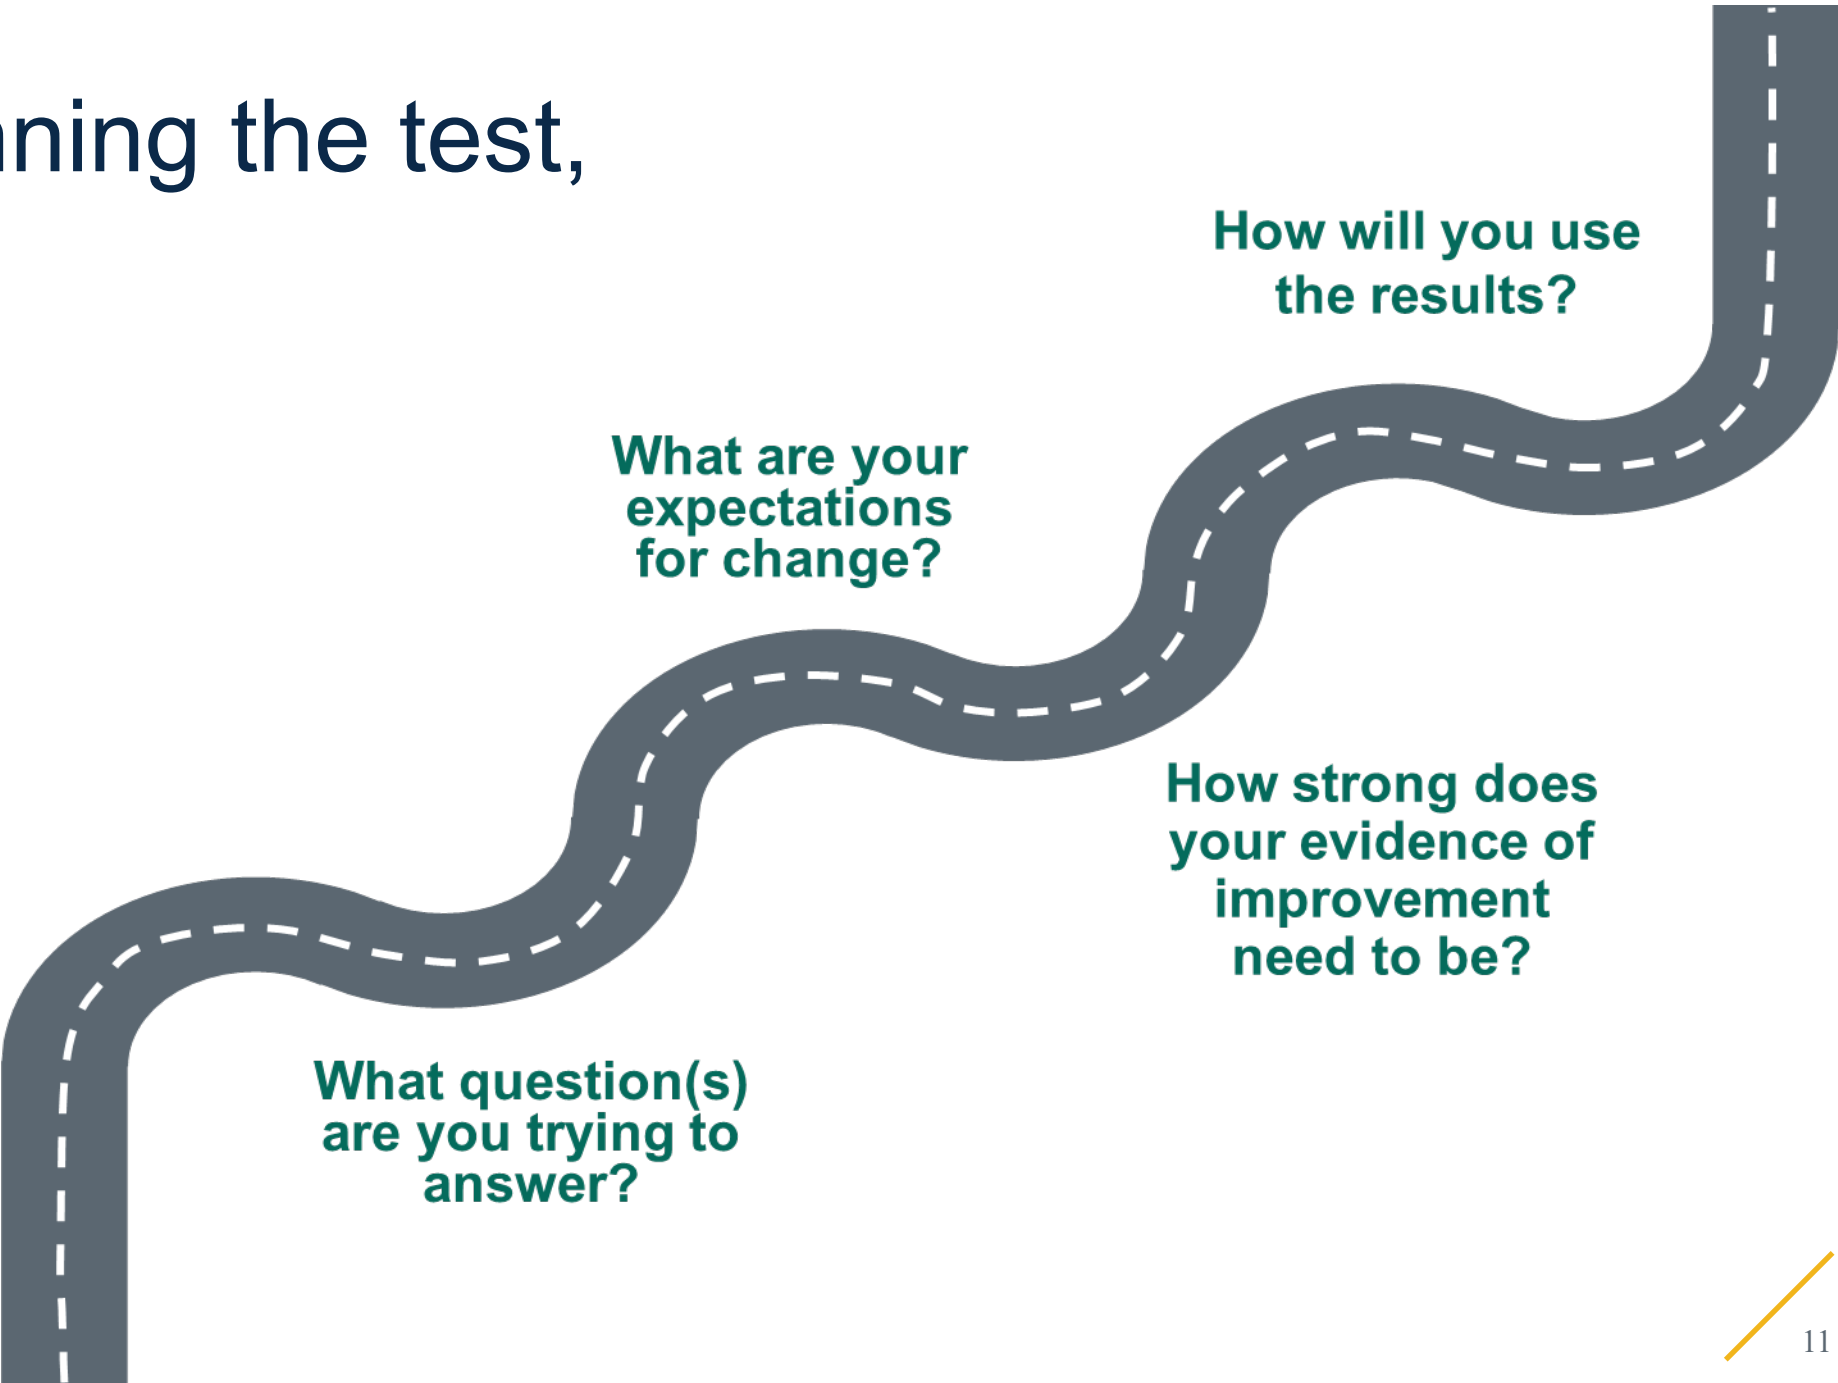 the test,
How will you use
the results?
What are your
expectations
for change?
How strong does
your evidence of
improvement
need to be?
What question(s)
are you trying to
answer?
11